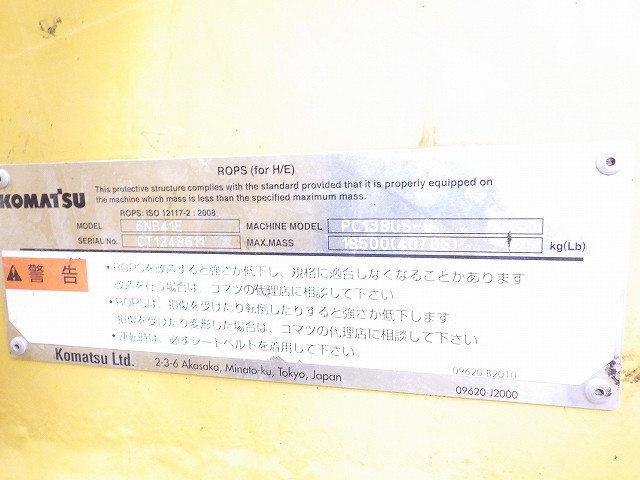 ROPS (for H/E)
KOMATSU
This protective structure complies with the standard provided that it is properly equipped on
the machine which mass is less than the specified maximum mass.
ROPS: ISO 12117-2 : 2008
MODEL 6N841E MACHINE MODEL PC138US-
SERIAL No. CT1248611 MAX.MASS 18500(40785) kg(Lb)
警告
・ROPSを改造すると強さが低下し、規格に適合しなくなることがあります
改造を行う場合は、コマツの代理店に相談して下さい
・ROPSは、損傷を受けたり転倒したりすると強さが低下します
損傷を受けたり変形した場合は、コマツの代理店に相談して下さい
・運転時は、必ずシートベルトを着用して下さい.
Komatsu Ltd. 2-3-6 Akasaka, Minato-ku, Tokyo, Japan
09620-B2010
09620-J2000